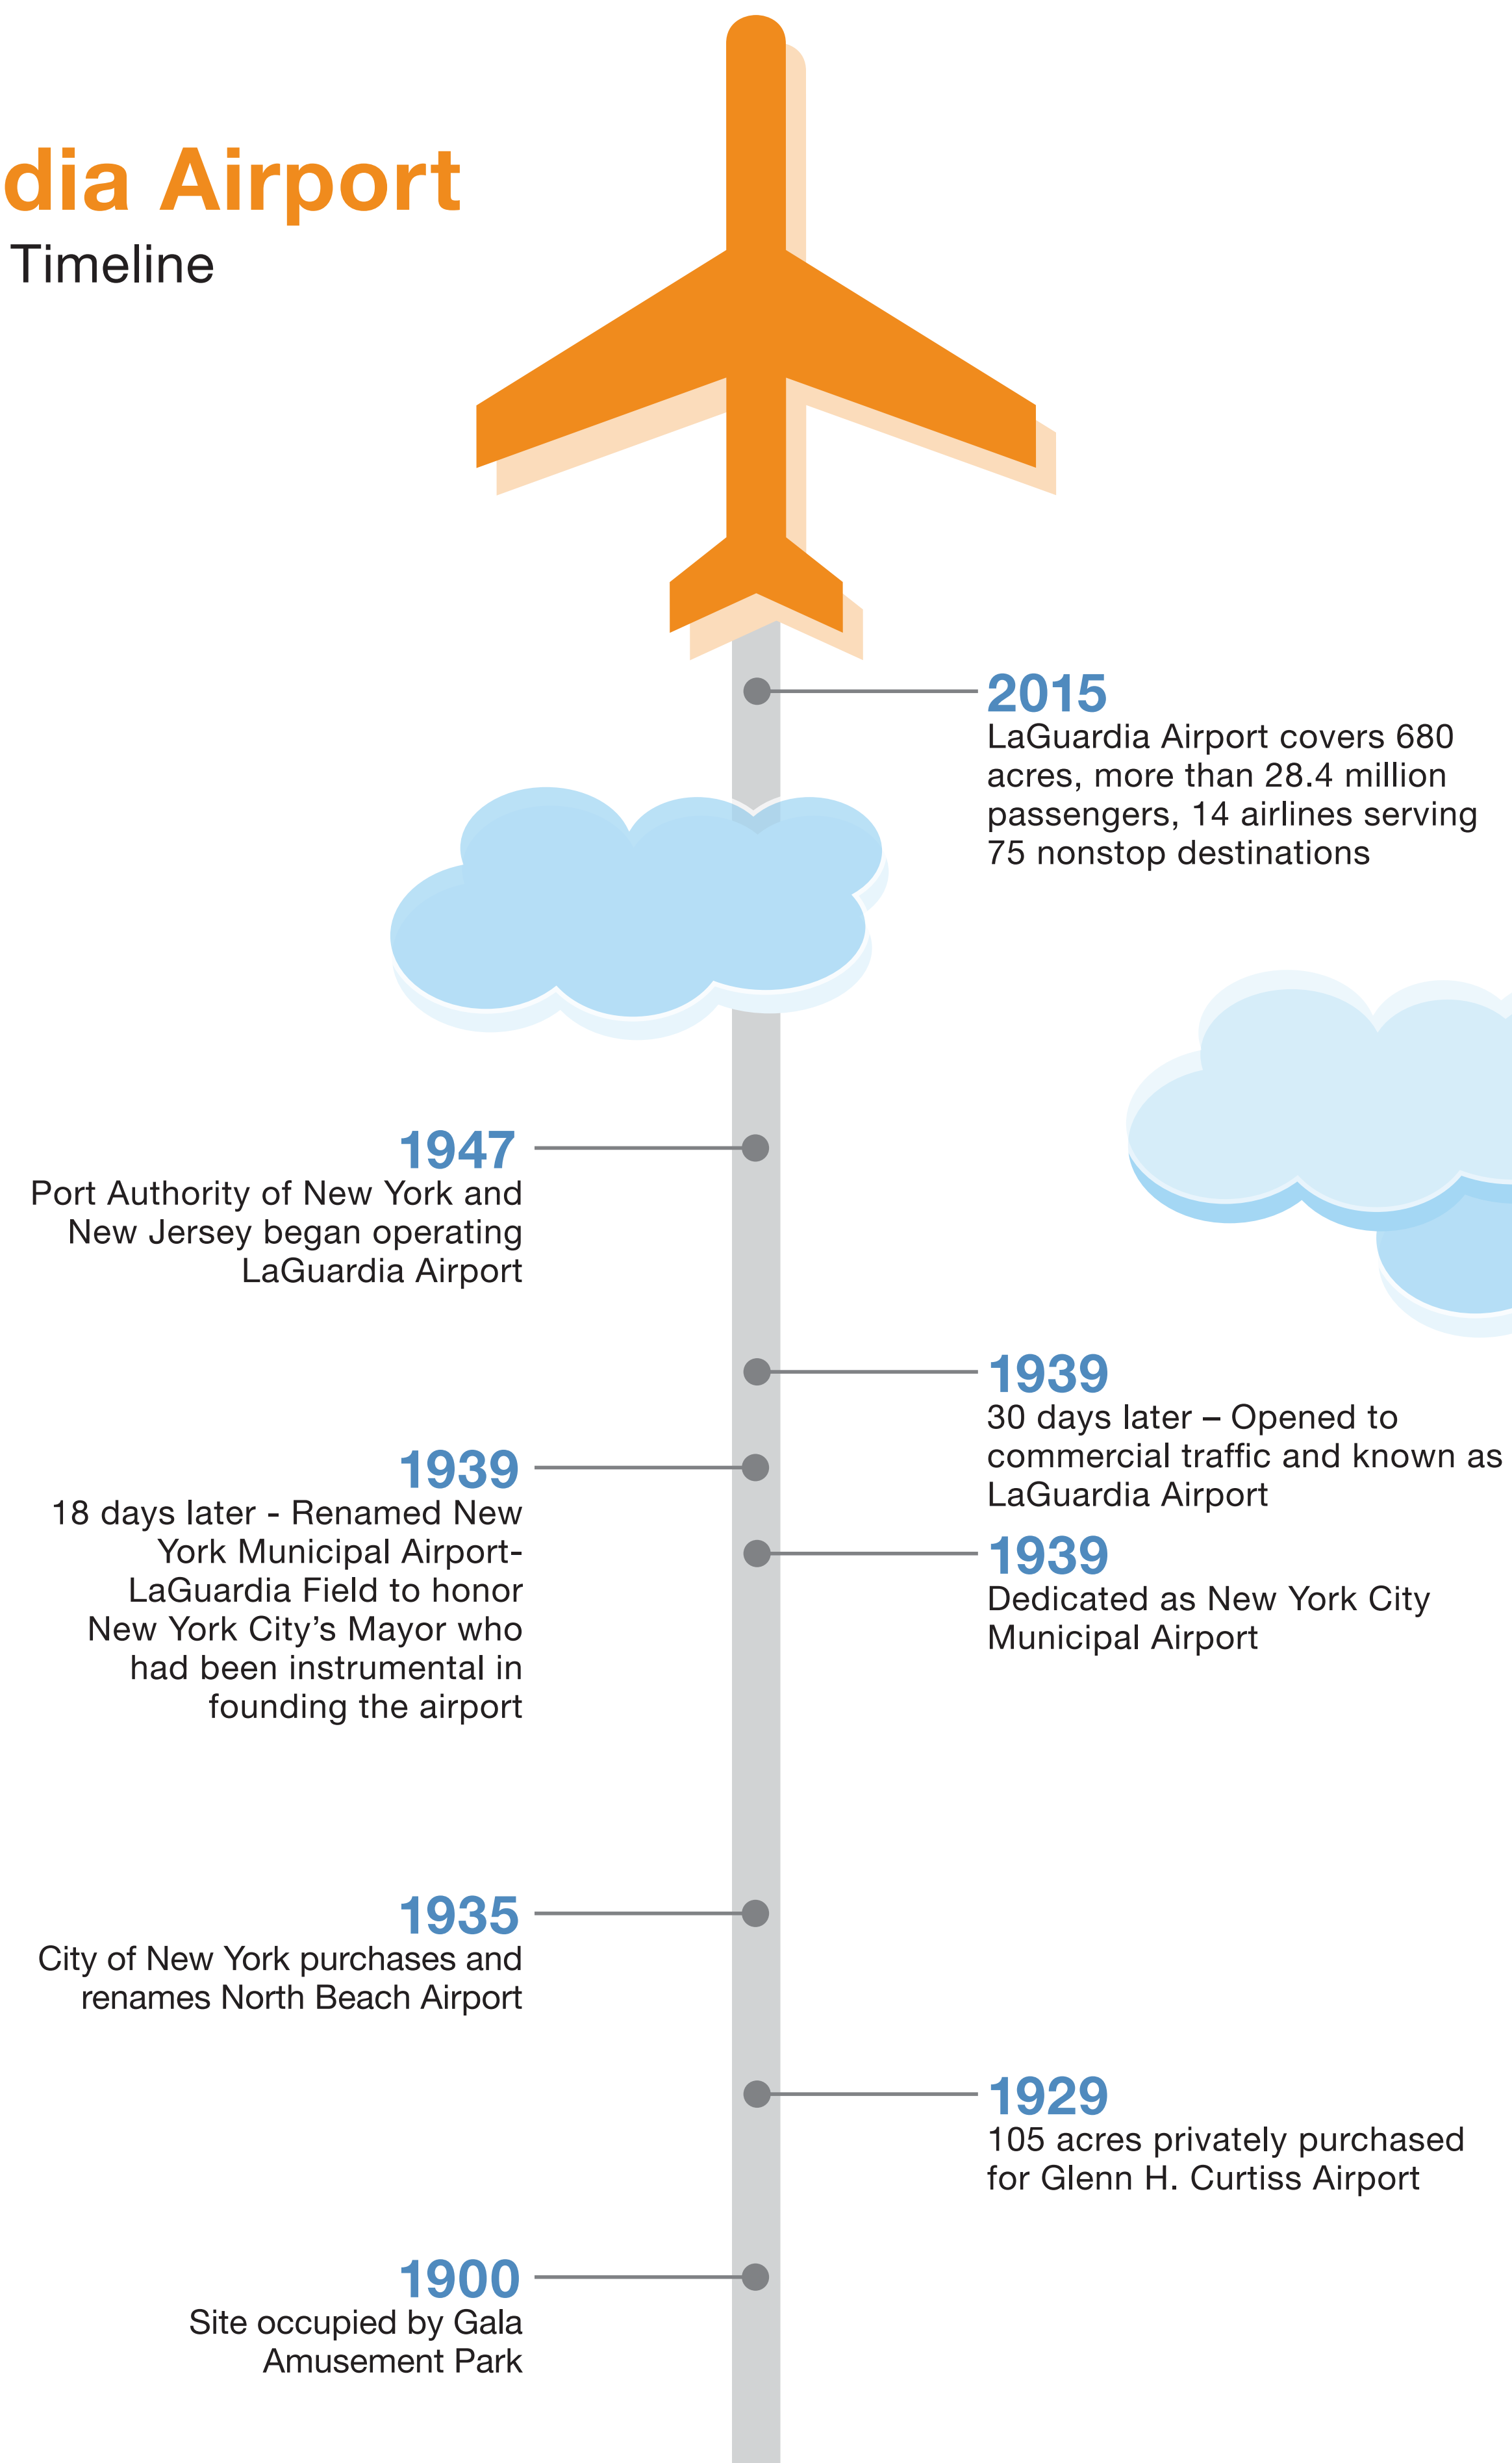 dia Airport
Timeline
2015
LaGuardia Airport covers 680
acres, more than 28.4 million
passengers, 14 airlines serving
75 nonstop destinations
1947
Port Authority of New York and
New Jersey began operating
LaGuardia Airport
1939
30 days later – Opened to
commercial traffic and known as
LaGuardia Airport
1939
18 days later - Renamed New
York Municipal Airport-
LaGuardia Field to honor
New York City’s Mayor who
had been instrumental in
founding the airport
1939
Dedicated as New York City
Municipal Airport
1935
City of New York purchases and
renames North Beach Airport
1929
105 acres privately purchased
for Glenn H. Curtiss Airport
1900
Site occupied by Gala
Amusement Park